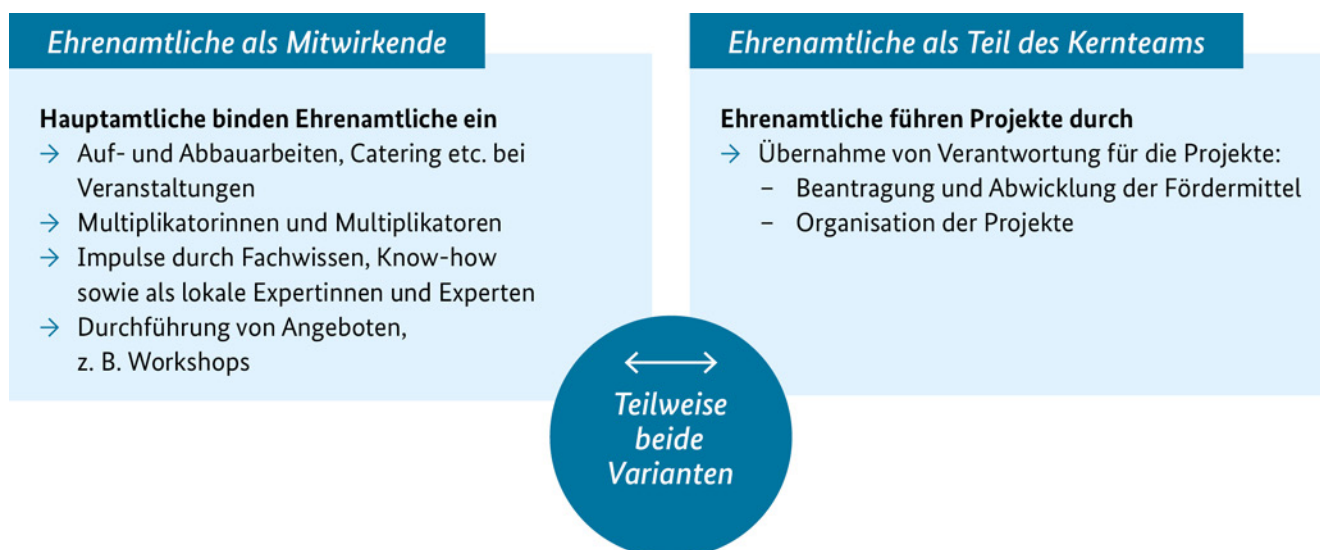 Ehrenamtliche als Mitwirkende
Hauptamtliche binden Ehrenamtliche ein
→ Auf- und Abbauarbeiten, Catering etc. bei
Veranstaltungen
→ Multiplikatorinnen und Multiplikatoren
→ Impulse durch Fachwissen, Know-how
sowie als lokale Expertinnen und Experten
→ Durchführung von Angeboten,
z. B. Workshops
Ehrenamtliche als Teil des Kernteams
Ehrenamtliche führen Projekte durch
→ Übernahme von Verantwortung für die Projekte:
– Beantragung und Abwicklung der Fördermittel
– Organisation der Projekte
Teilweise
beide
Varianten